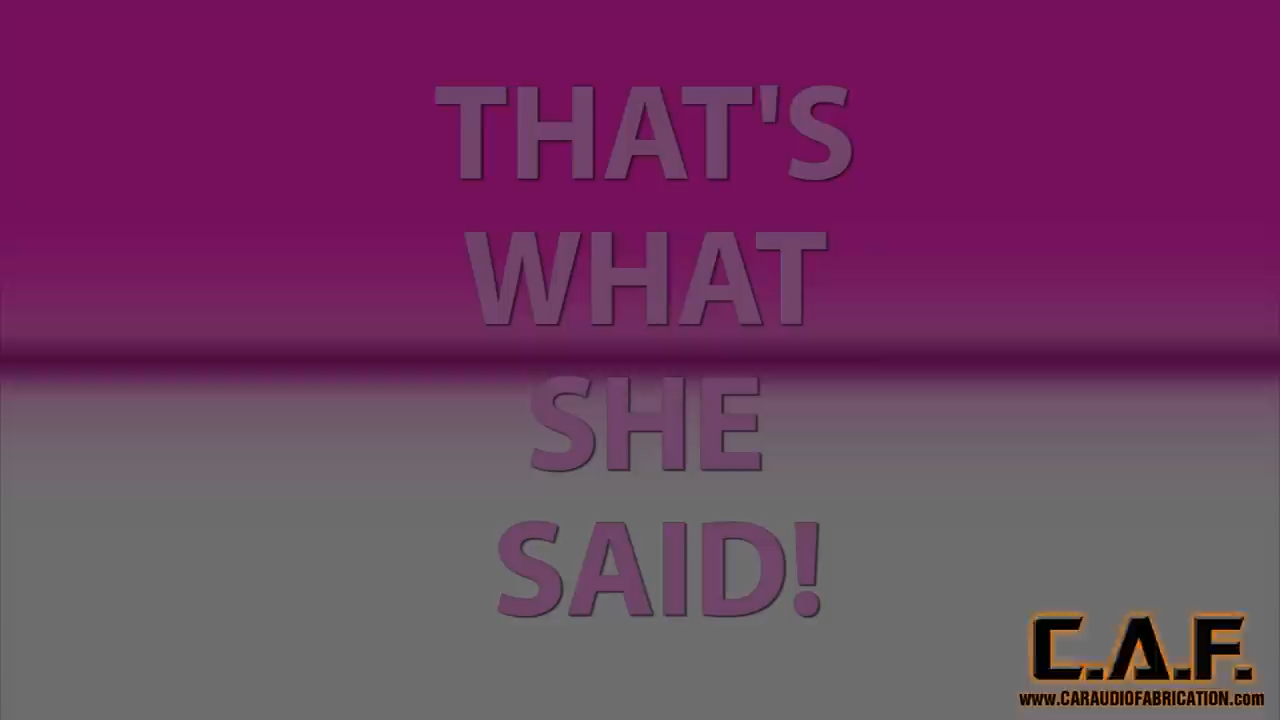 THAT'S
WHAT
SHE
SAID!
C.A.F.
www.CARAUDIOFABRICATION.com